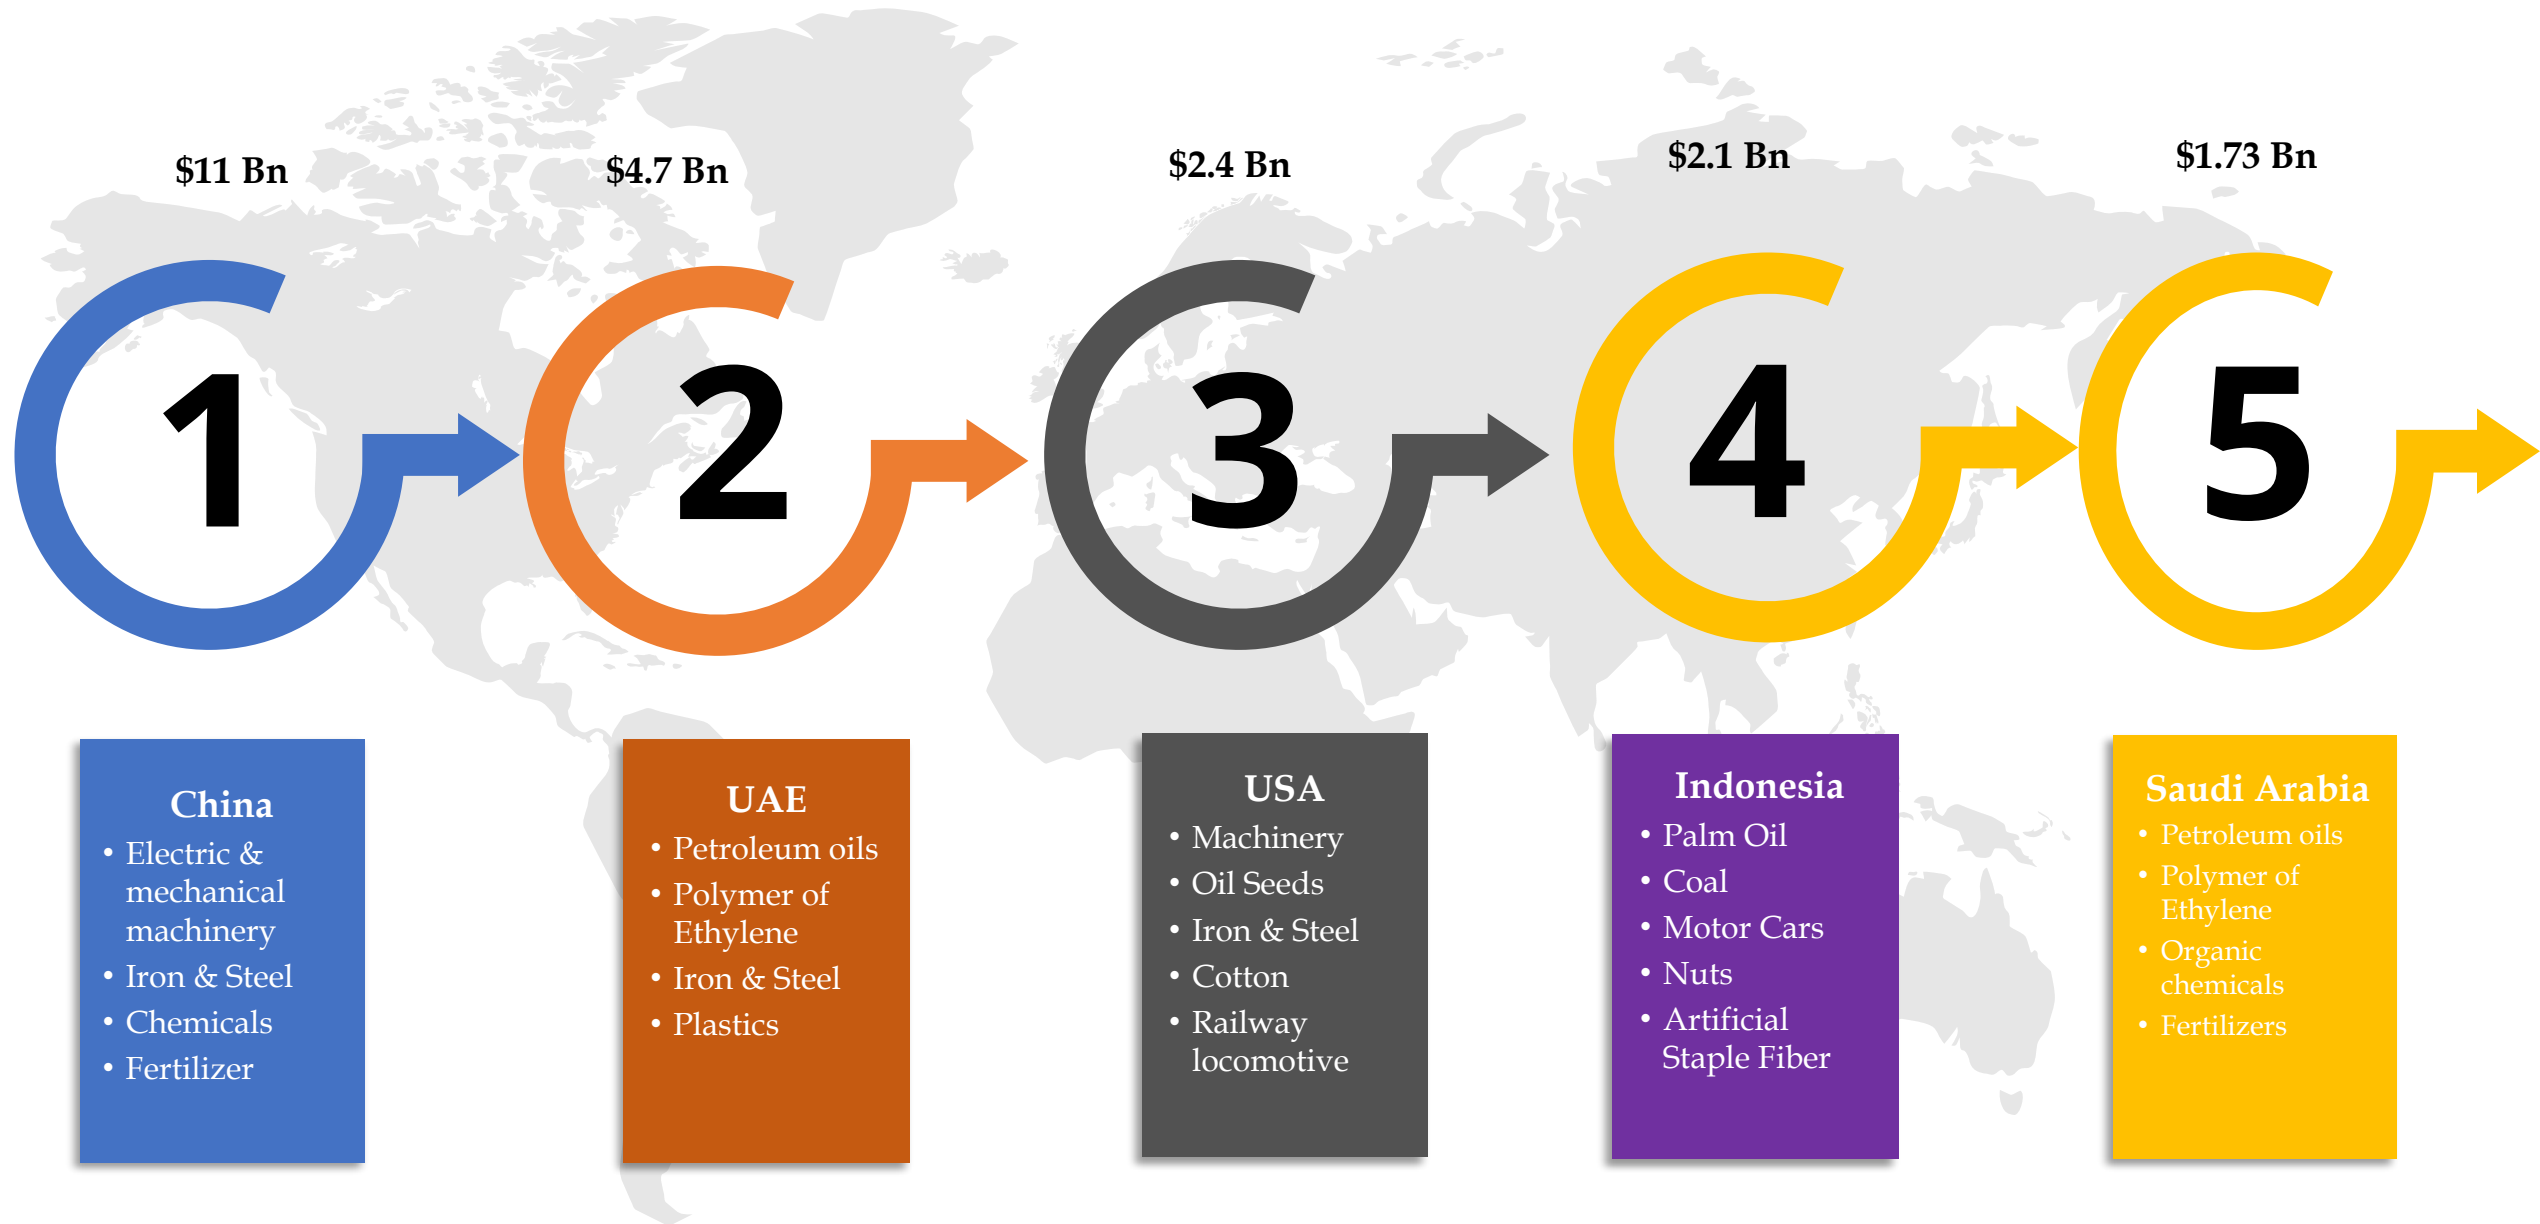 $11 Bn
$4.7 Bn
$2.4 Bn
$2.1 Bn
$1.73 Bn
1
2
3
4
5
China
• Electric &
mechanical
machinery
• Iron & Steel
• Chemicals
• Fertilizer
UAE
• Petroleum oils
• Polymer of
Ethylene
• Iron & Steel
• Plastics
USA
• Machinery
• Oil Seeds
• Iron & Steel
• Cotton
• Railway
locomotive
Indonesia
• Palm Oil
• Coal
• Motor Cars
• Nuts
• Artificial
Staple Fiber
Saudi Arabia
• Petroleum oils
• Polymer of
Ethylene
• Organic
chemicals
• Fertilizers